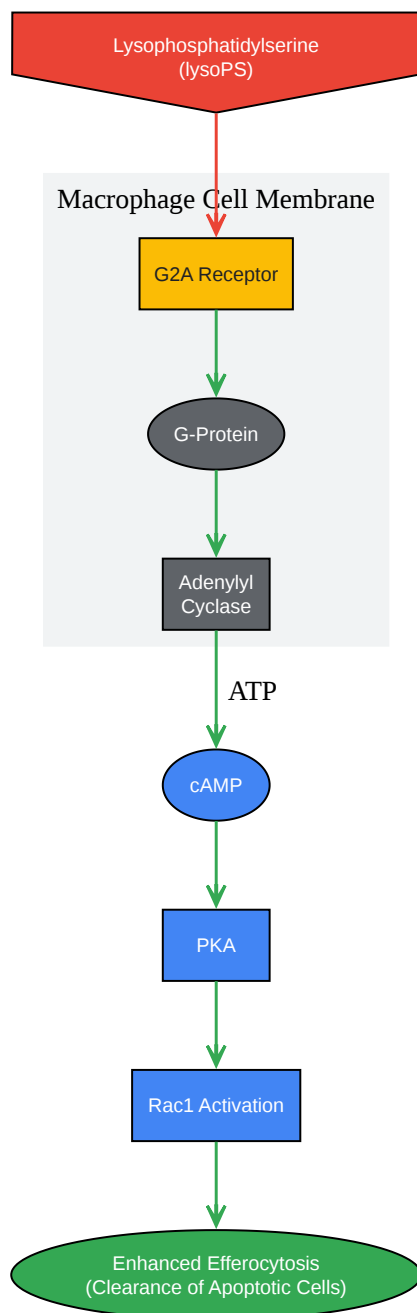 Lysophosphatidylserine
(lysoPS)
Macrophage Cell Membrane
G2A Receptor
G-Protein
Adenylyl
Cyclase
ATP
cAMP
PKA
Rac1 Activation
Enhanced Efferocytosis
(Clearance of Apoptotic Cells)